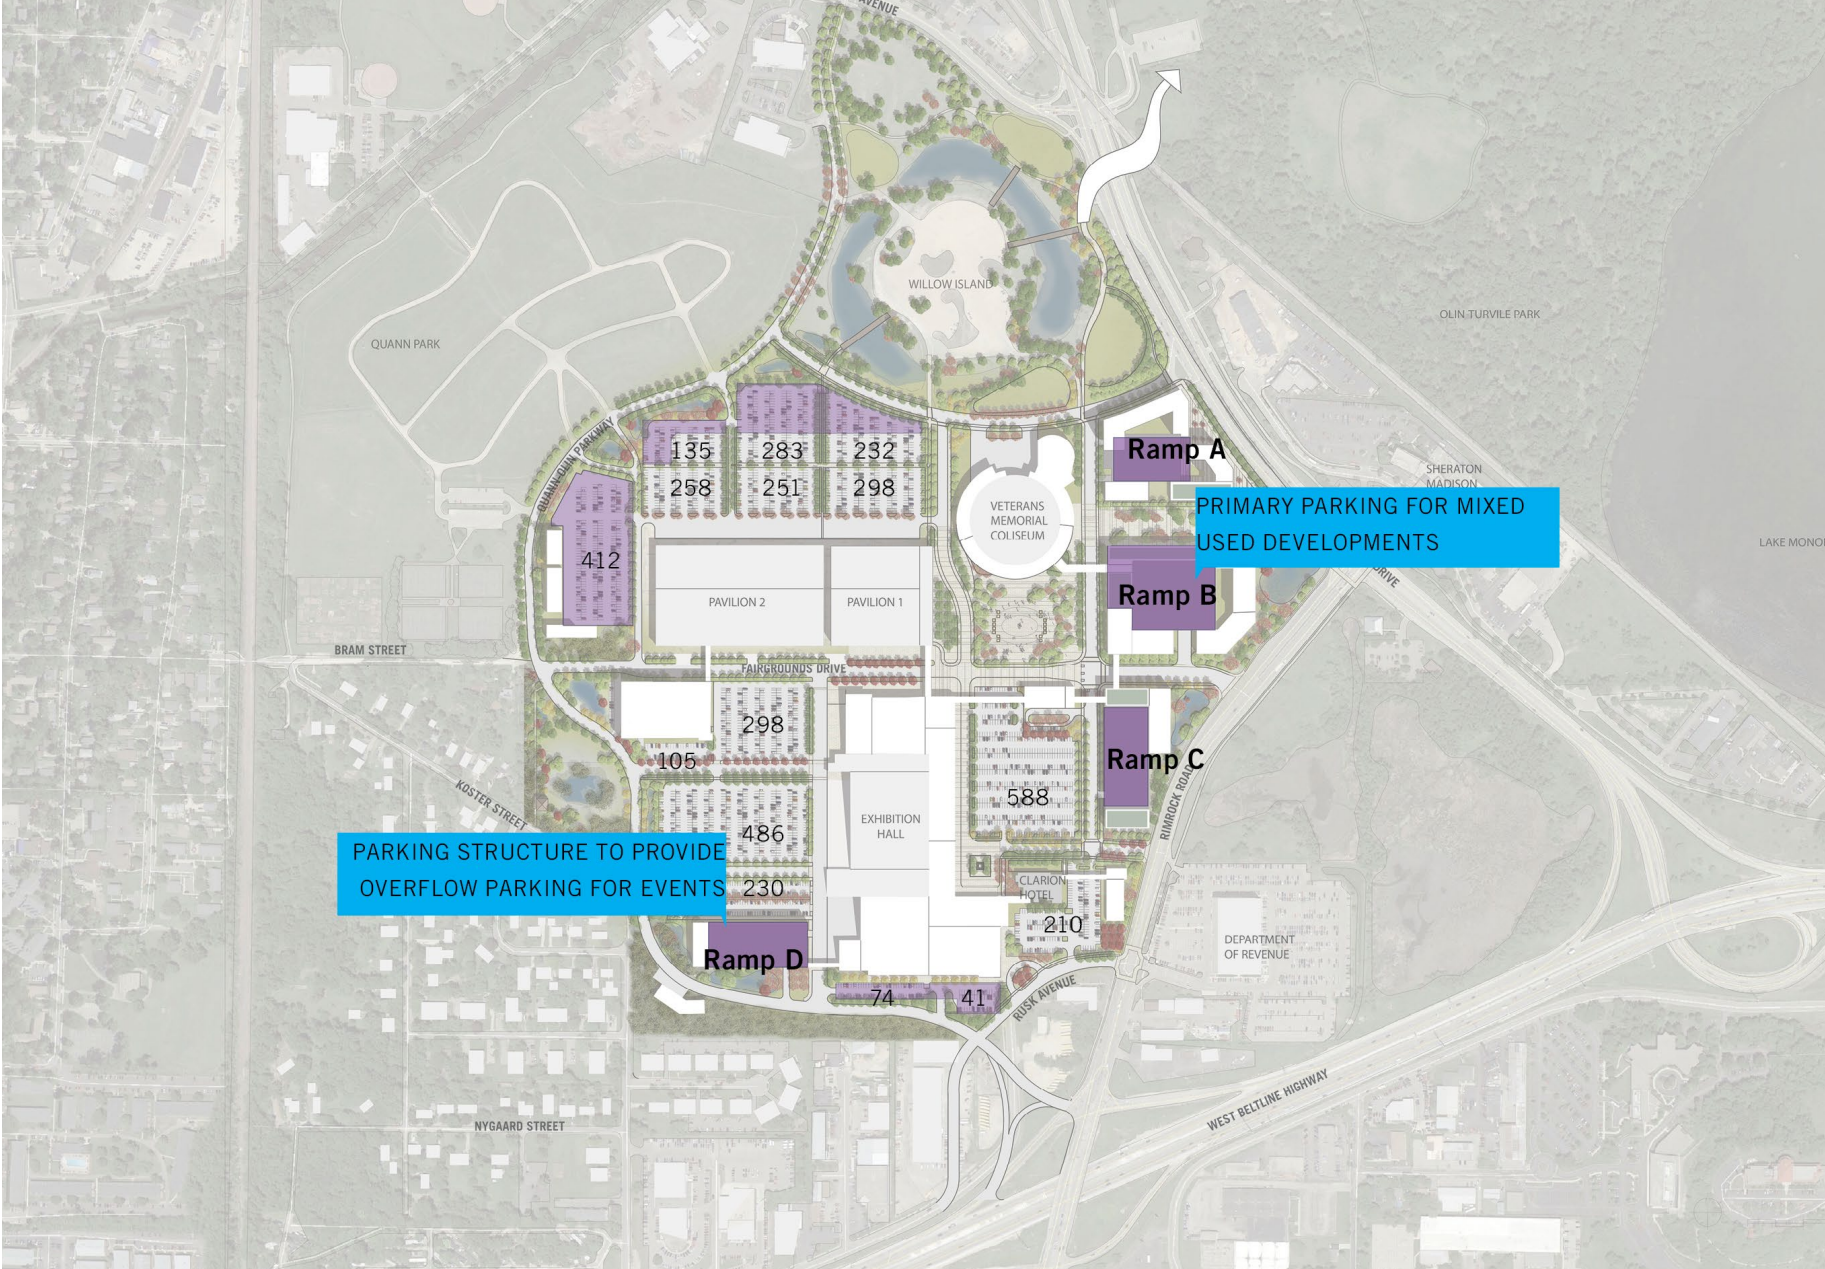 AVENUE
WILLOW ISLAND
OLIN TURVILE PARK
QUANN PARK
QUANN-OLIN PARKWAY
135
283
232
Ramp A
258
251
298
SHERATON
MADISON
VETERANS
MEMORIAL
COLISEUM
PRIMARY PARKING FOR MIXED
USED DEVELOPMENTS
LAKE MONO
412
DRIVE
PAVILION 2
PAVILION 1
Ramp B
BRAM STREET
FAIRGROUNDS DRIVE
298
105
Ramp C
588
KOSTER STREET
RIMROCK ROAD
EXHIBITION
HALL
486
PARKING STRUCTURE TO PROVIDE
OVERFLOW PARKING FOR EVENTS
230
CLARION
HOTEL
210
DEPARTMENT
OF REVENUE
Ramp D
74
41
RUSK AVENUE
WEST BELTLINE HIGHWAY
NYGAARD STREET